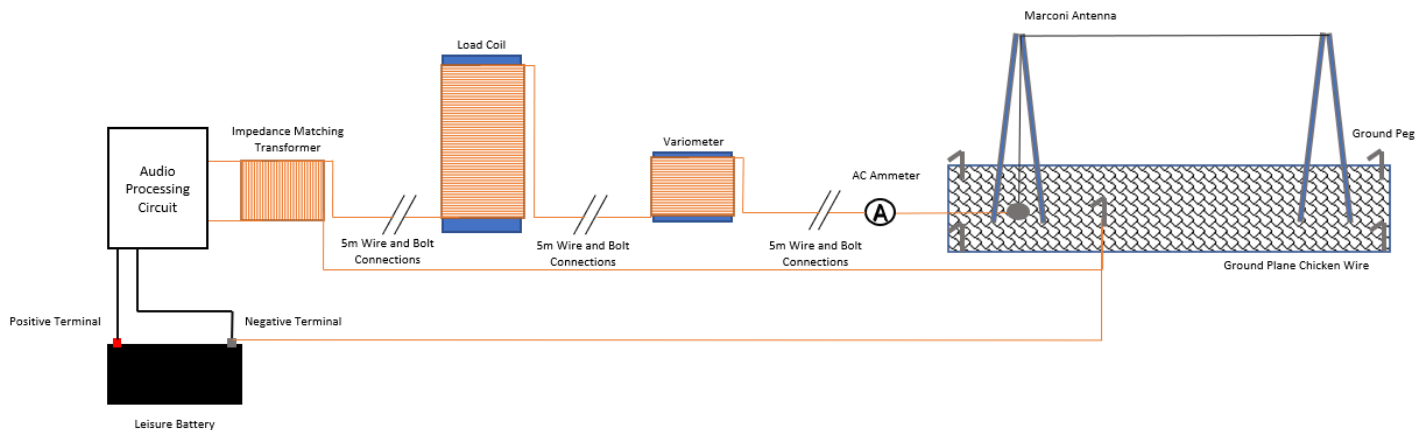 Marconi Antenna
Load Coil
Impedance Matching
Transformer
Variometer
Ground Peg
Audio
Processing
Circuit
AC Ammeter
A
5m Wire and Bolt
Connections
5m Wire and Bolt
Connections
5m Wire and Bolt
Connections
Ground Plane Chicken Wire
Positive Terminal
Negative Terminal
Leisure Battery